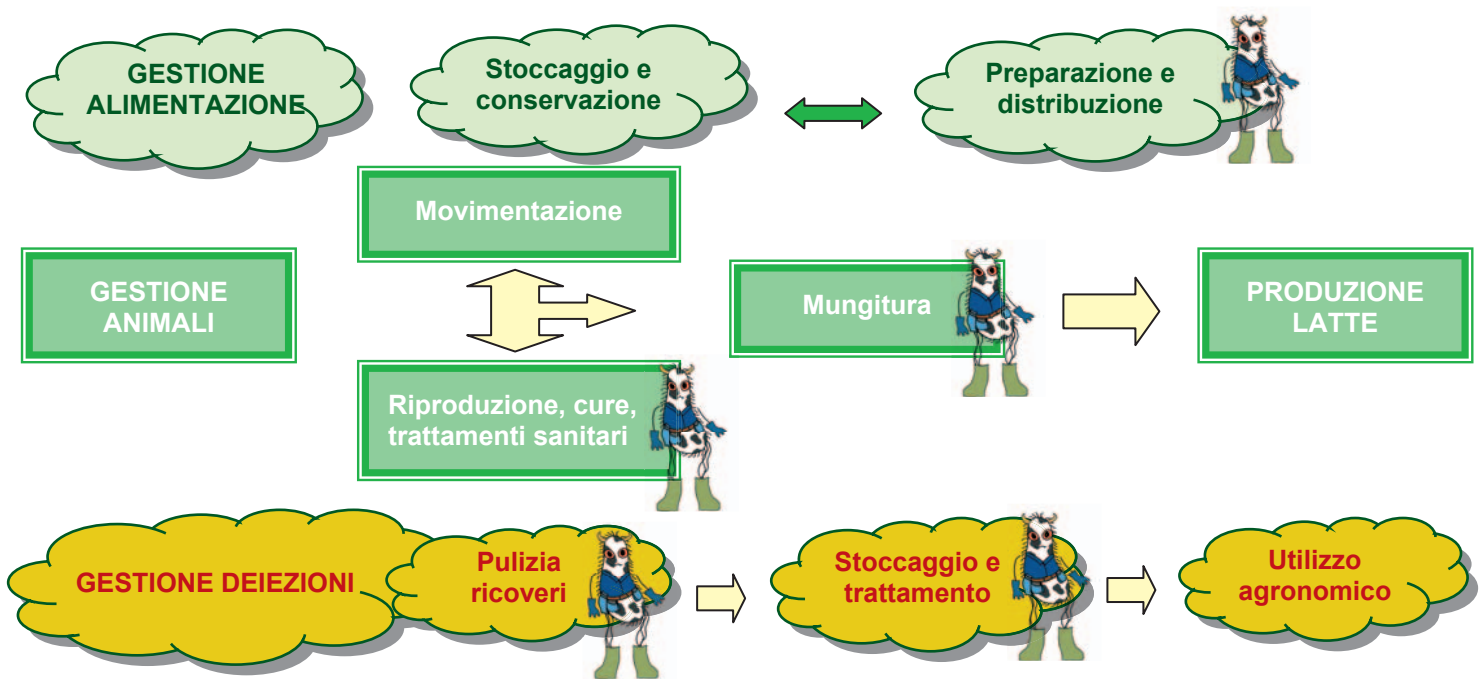 GESTIONE
ALIMENTAZIONE
Stoccaggio e
conservazione
Preparazione e
distribuzione
Movimentazione
GESTIONE
ANIMALI
Mungitura
PRODUZIONE
LATTE
Riproduzione, cure,
trattamenti sanitari
GESTIONE DEIEZIONI
Pulizia
ricoveri
Stoccaggio e
trattamento
Utilizzo
agronomico